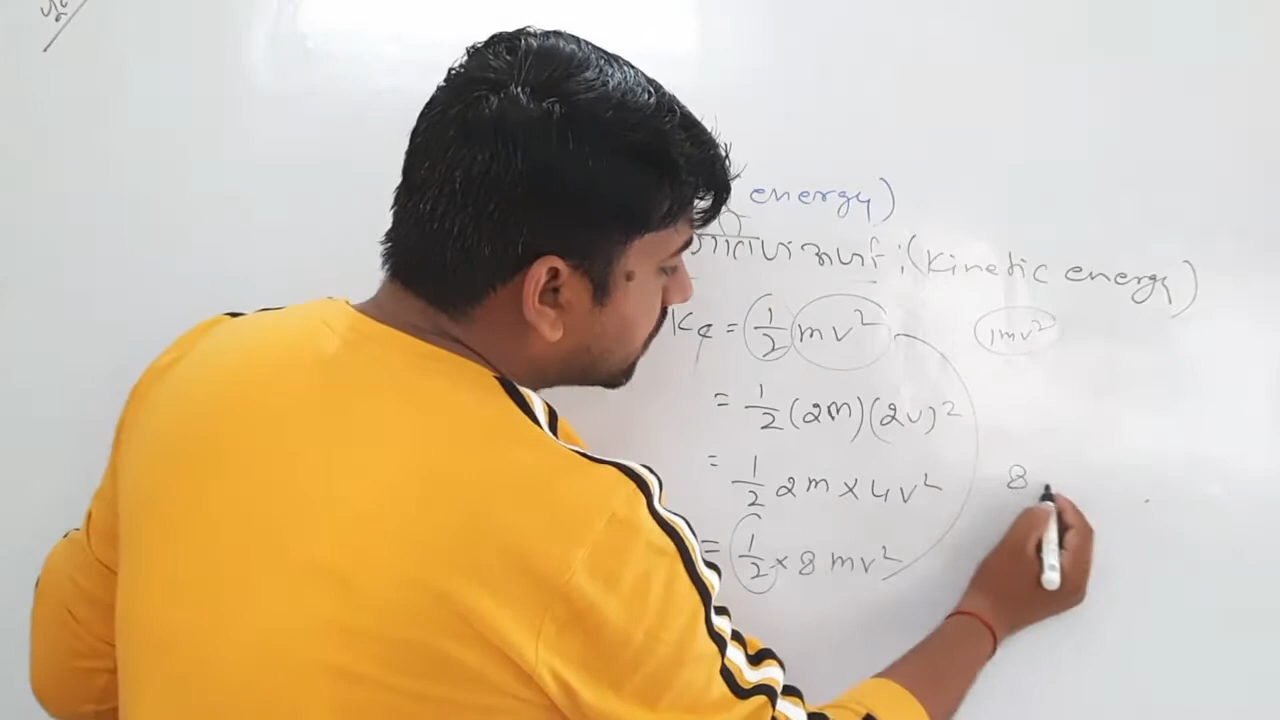 energy)
ऊर्जा :(Kinetic energy)
Ke = 1/2 mv² 1mv²
= 1/2 (2m)(2v)²
= 1/2 2m × 4v² 8
= 1/2 × 8 mv²